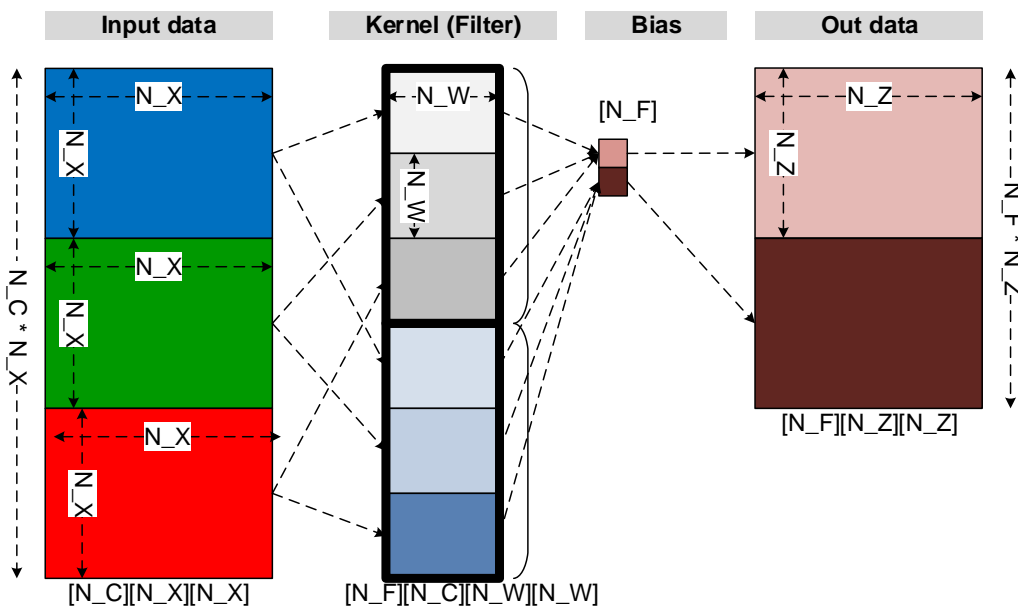 Input data
Kernel (Filter)
Bias
Out data
N_C * N_X
N_X
N_X
N_X
N_X
N_X
N_X
[N_C][N_X][N_X]
N_W
N_W
[N_F][N_C][N_W][N_W]
[N_F]
N_Z
N_Z
N_F * N_Z
[N_F][N_Z][N_Z]